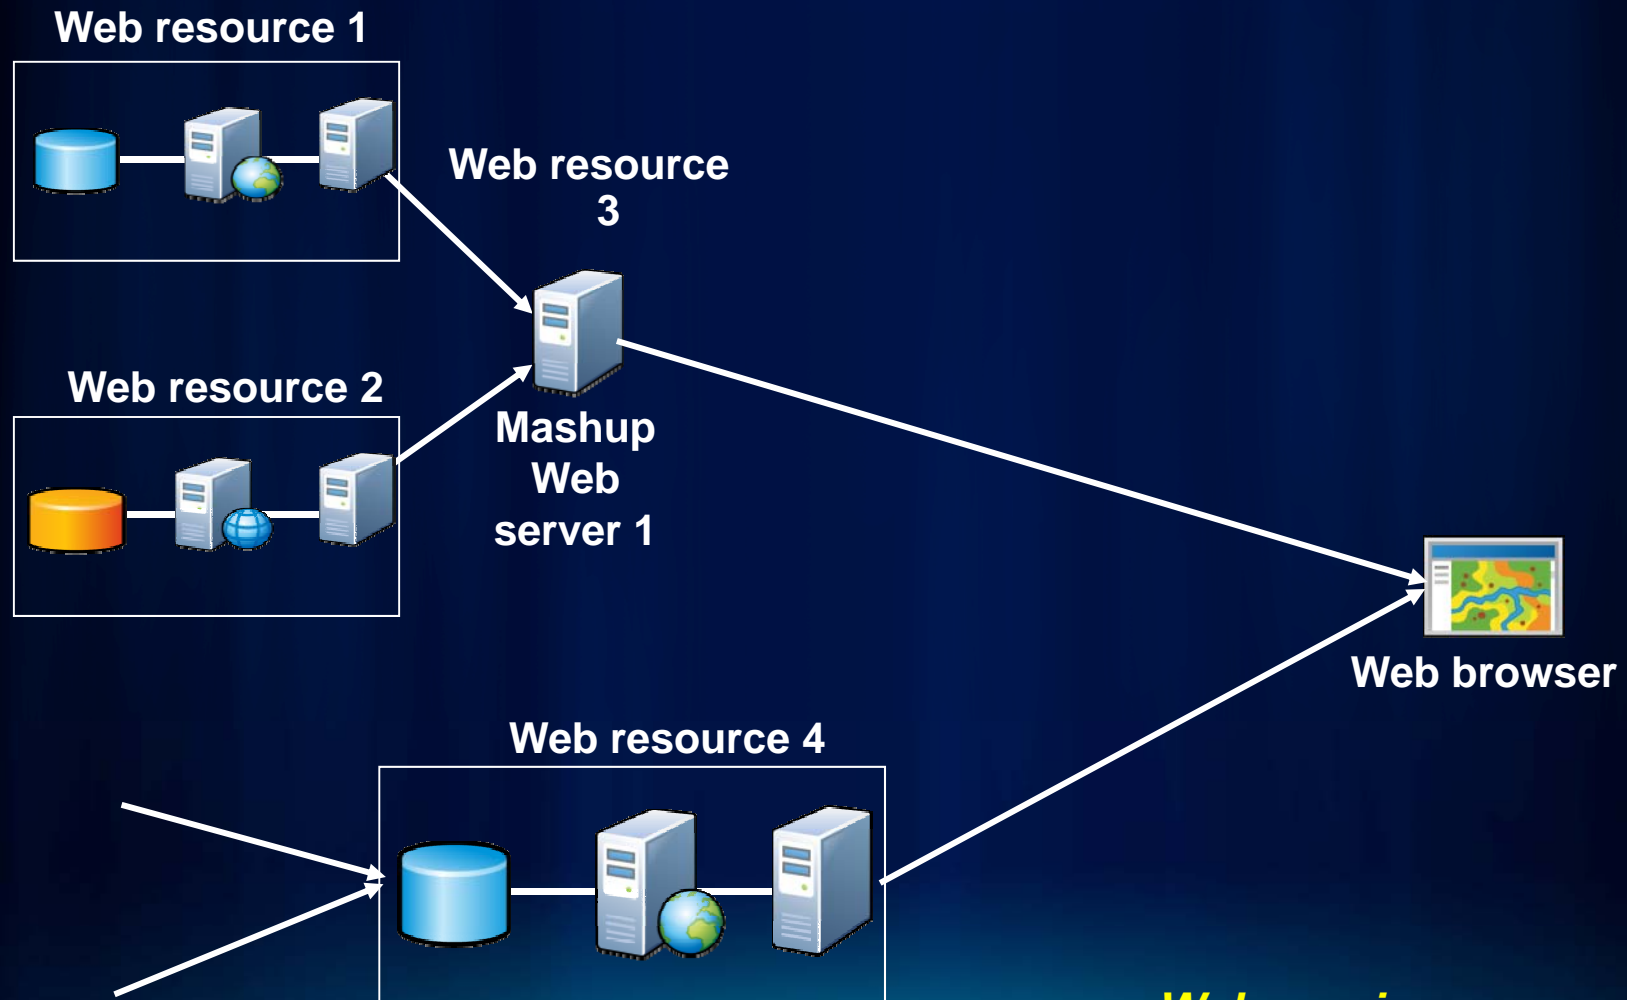 Web resource 1
Web resource
3
Web resource 2
Mashup
Web
server 1
Web browser
Web resource 4